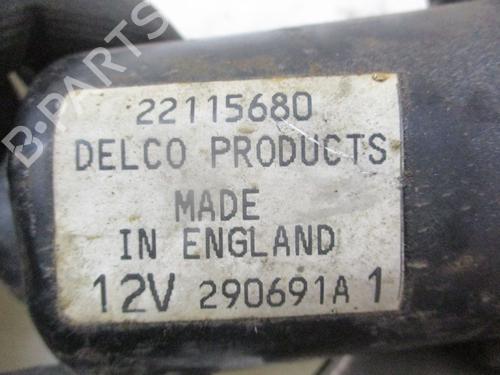 B-PARTS
22115680
DELCO PRODUCTS
MADE
IN ENGLAND
12V 290691A 1